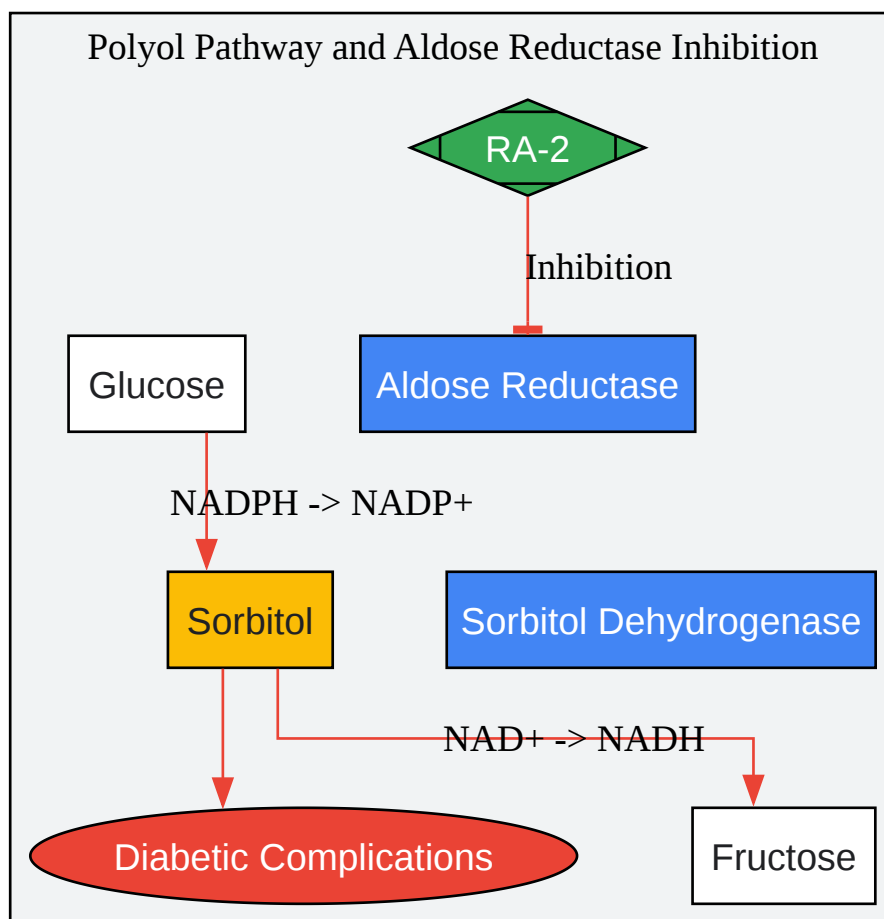 Polyol Pathway and Aldose Reductase Inhibition
RA-2
Inhibition
Glucose
Aldose Reductase
NADPH -> NADP+
Sorbitol
Sorbitol Dehydrogenase
NAD+ -> NADH
Diabetic Complications
Fructose